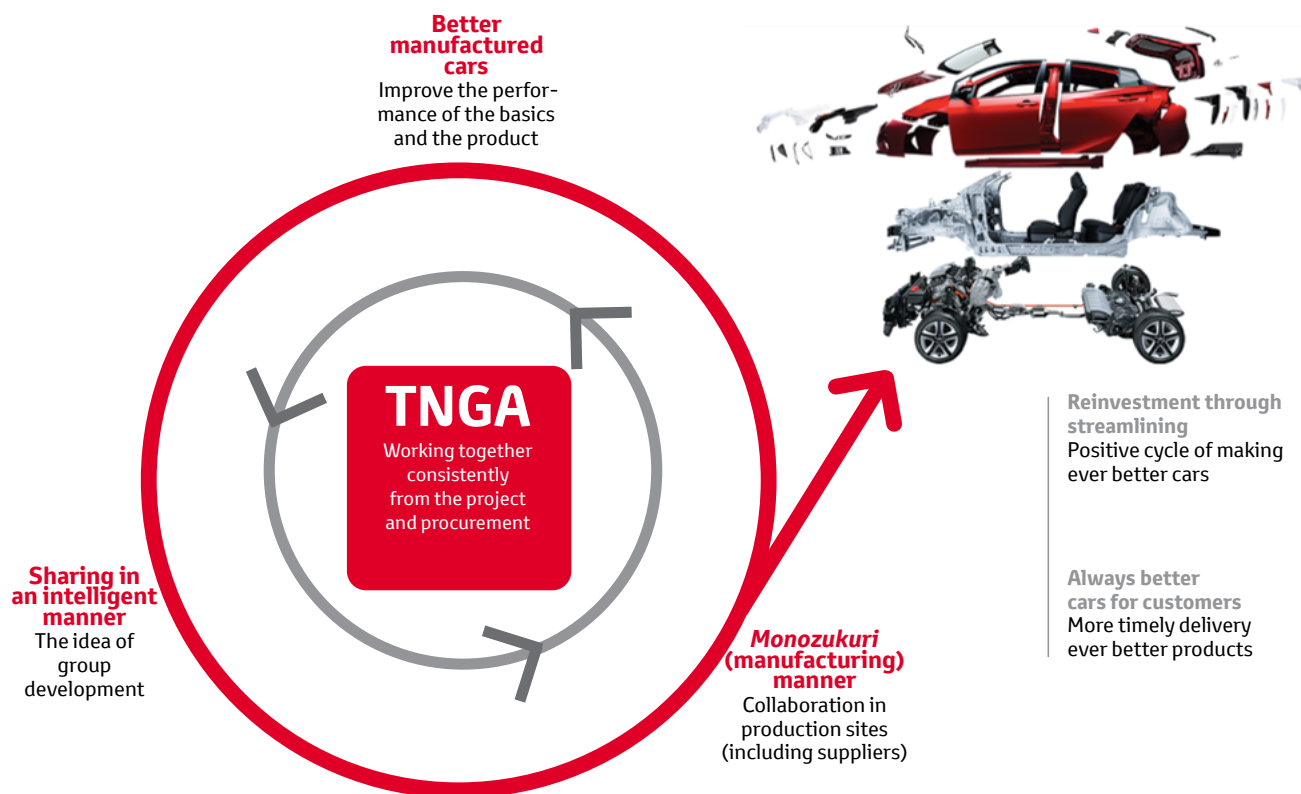 Better
manufactured
cars
Improve the perfor-
mance of the basics
and the product
TNGA
Working together
consistently
from the project
and procurement
Sharing in
an intelligent
manner
The idea of
group
development
Monozukuri
(manufacturing)
manner
Collaboration in
production sites
(including suppliers)
Reinvestment through
streamlining
Positive cycle of making
ever better cars
Always better
cars for customers
More timely delivery
ever better products